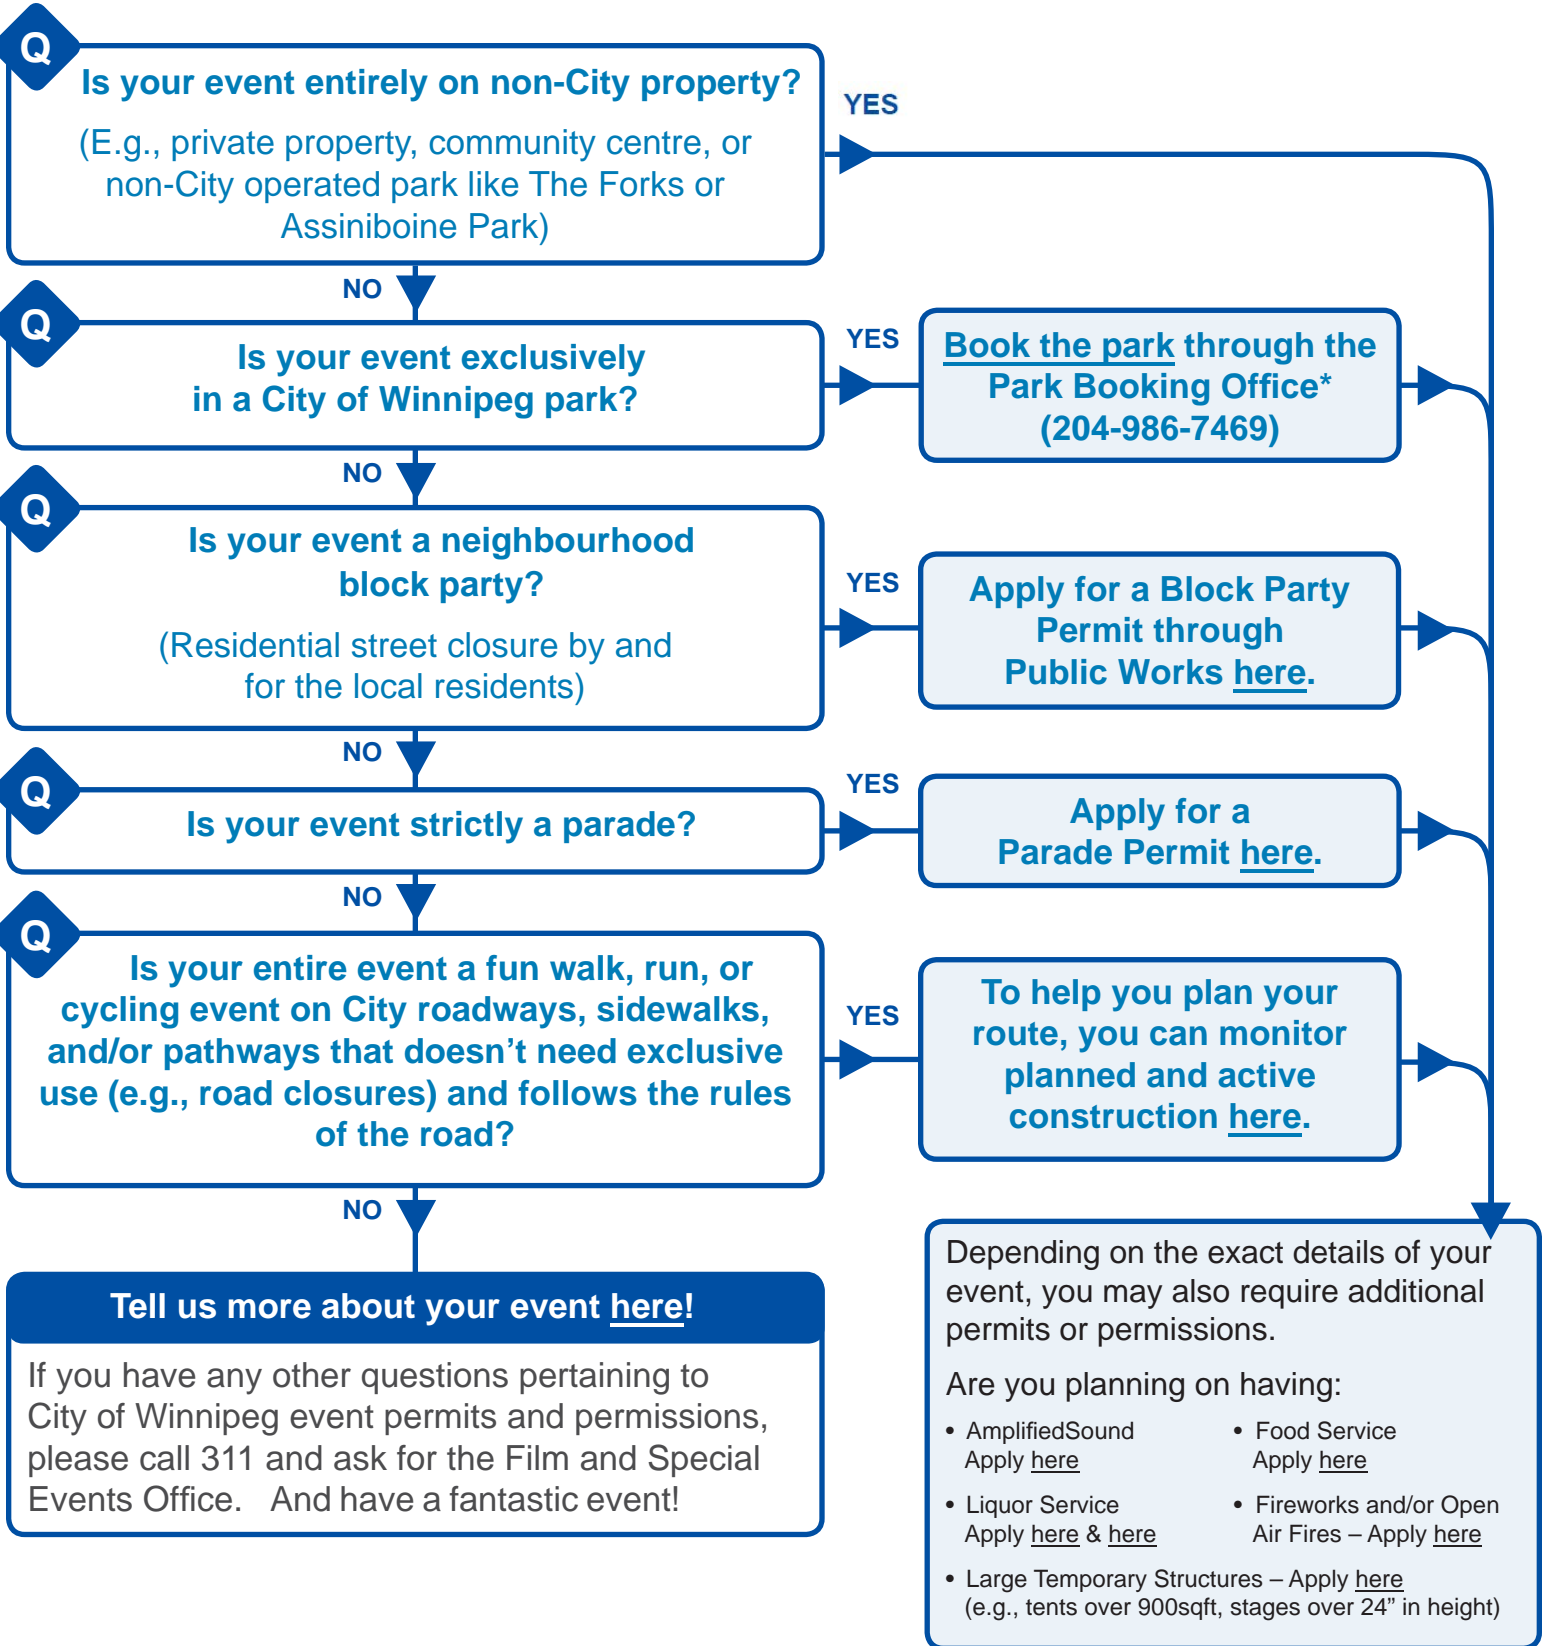 Q
Is your event entirely on non-City property?
(E.g., private property, community centre, or
non-City operated park like The Forks or
Assiniboine Park)
YES
NO
Q
Is your event exclusively
in a City of Winnipeg park?
YES
Book the park through the
Park Booking Office*
(204-986-7469)
NO
Q
Is your event a neighbourhood
block party?
(Residential street closure by and
for the local residents)
YES
Apply for a Block Party
Permit through
Public Works here.
NO
Q
Is your event strictly a parade?
YES
Apply for a
Parade Permit here.
NO
Q
Is your entire event a fun walk, run, or
cycling event on City roadways, sidewalks,
and/or pathways that doesn't need exclusive
use (e.g., road closures) and follows the rules
of the road?
YES
To help you plan your
route, you can monitor
planned and active
construction here.
NO
Tell us more about your event here!
If you have any other questions pertaining to
City of Winnipeg event permits and permissions,
please call 311 and ask for the Film and Special
Events Office. And have a fantastic event!
Depending on the exact details of your
event, you may also require additional
permits or permissions.
Are you planning on having:
• AmplifiedSound
Apply here
• Food Service
Apply here
• Liquor Service
Apply here & here
• Fireworks and/or Open
Air Fires – Apply here
• Large Temporary Structures – Apply here
(e.g., tents over 900sqft, stages over 24” in height)